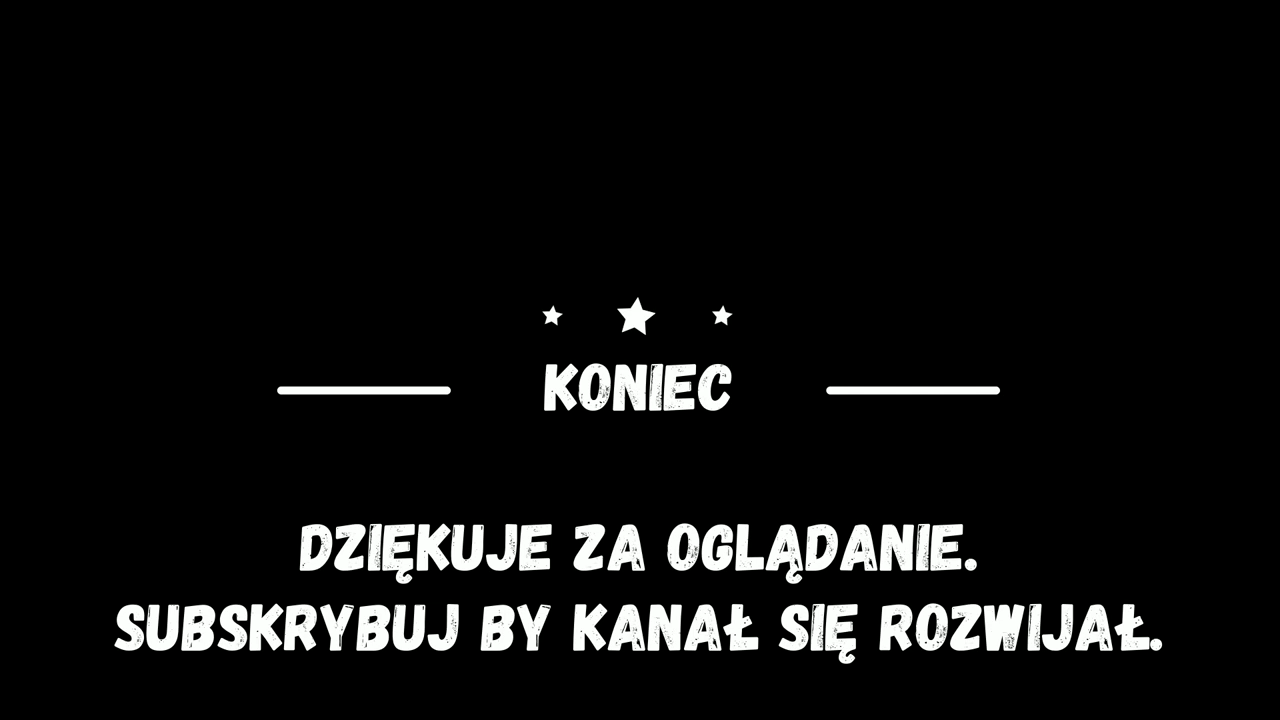 KONIEC
DZIĘKUJE ZA OGLĄDANIE.
SUBSKRYBUJ BY KANAŁ SIĘ ROZWIJAŁ.